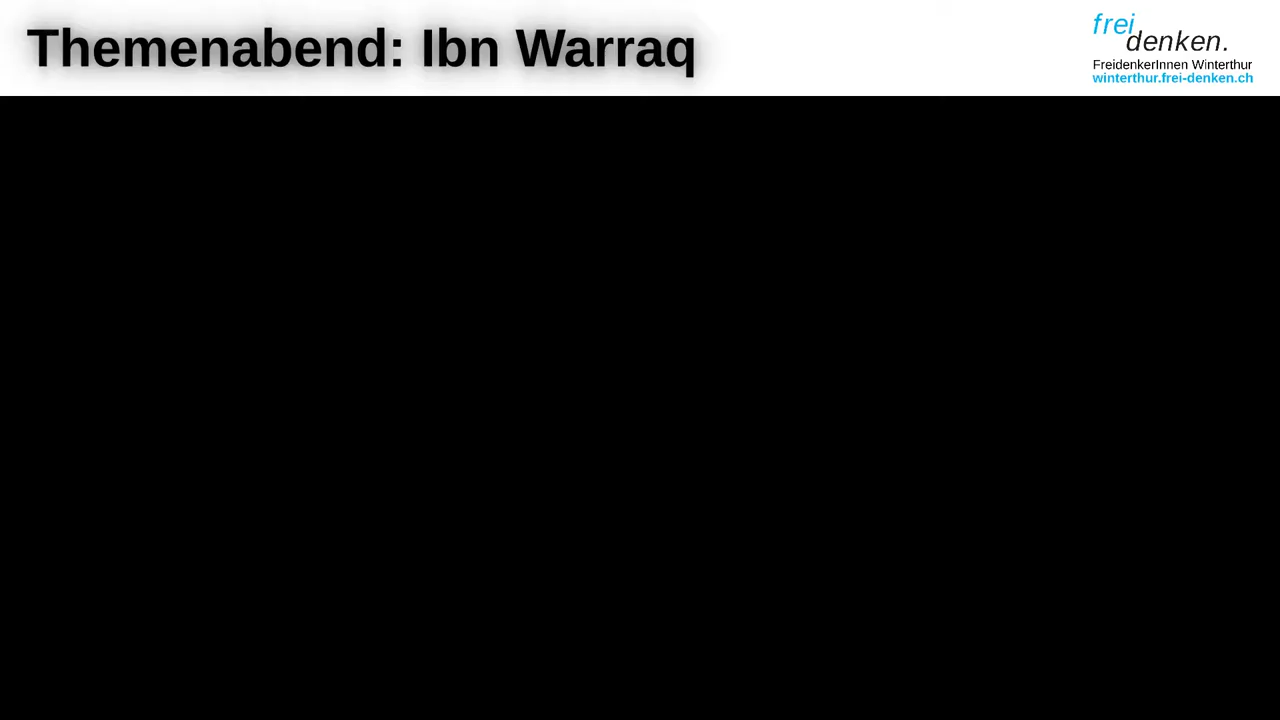 Themenabend: Ibn Warraq
frei
denken.
FreidenkerInnen Winterthur
winterthur.frei-denken.ch